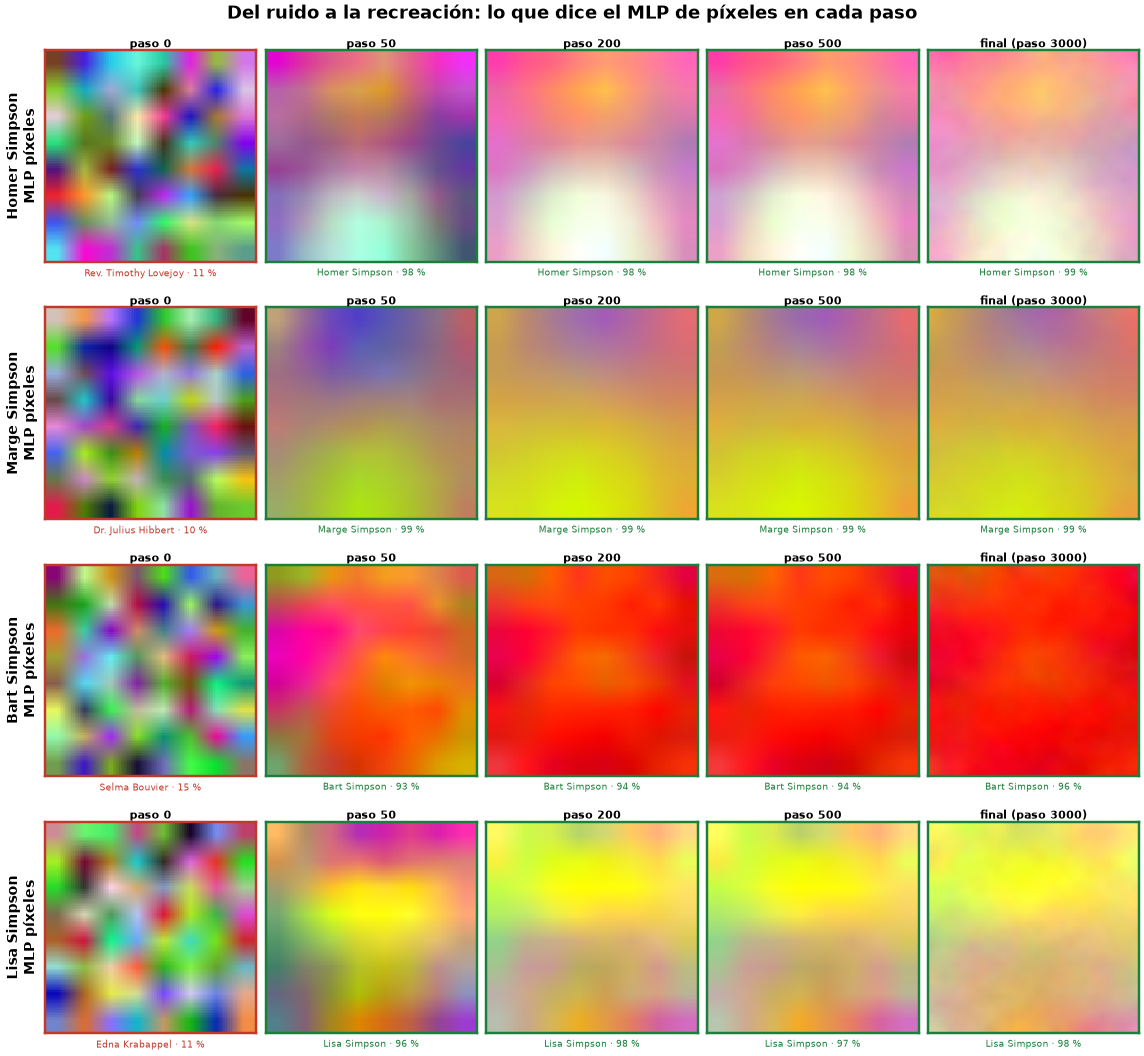 Del ruido a la recreación: lo que dice el MLP de píxeles en cada paso
paso 0 paso 50 paso 200 paso 500 final (paso 3000)
Homer Simpson
MLP píxeles
Rev. Timothy Lovejoy · 11 % Homer Simpson · 98 % Homer Simpson · 98 % Homer Simpson · 98 % Homer Simpson · 99 %
paso 0 paso 50 paso 200 paso 500 final (paso 3000)
Marge Simpson
MLP píxeles
Dr. Julius Hibbert · 10 % Marge Simpson · 99 % Marge Simpson · 99 % Marge Simpson · 99 % Marge Simpson · 99 %
paso 0 paso 50 paso 200 paso 500 final (paso 3000)
Bart Simpson
MLP píxeles
Selma Bouvier · 15 % Bart Simpson · 93 % Bart Simpson · 94 % Bart Simpson · 94 % Bart Simpson · 96 %
paso 0 paso 50 paso 200 paso 500 final (paso 3000)
Lisa Simpson
MLP píxeles
Edna Krabappel · 11 % Lisa Simpson · 96 % Lisa Simpson · 98 % Lisa Simpson · 97 % Lisa Simpson · 98 %